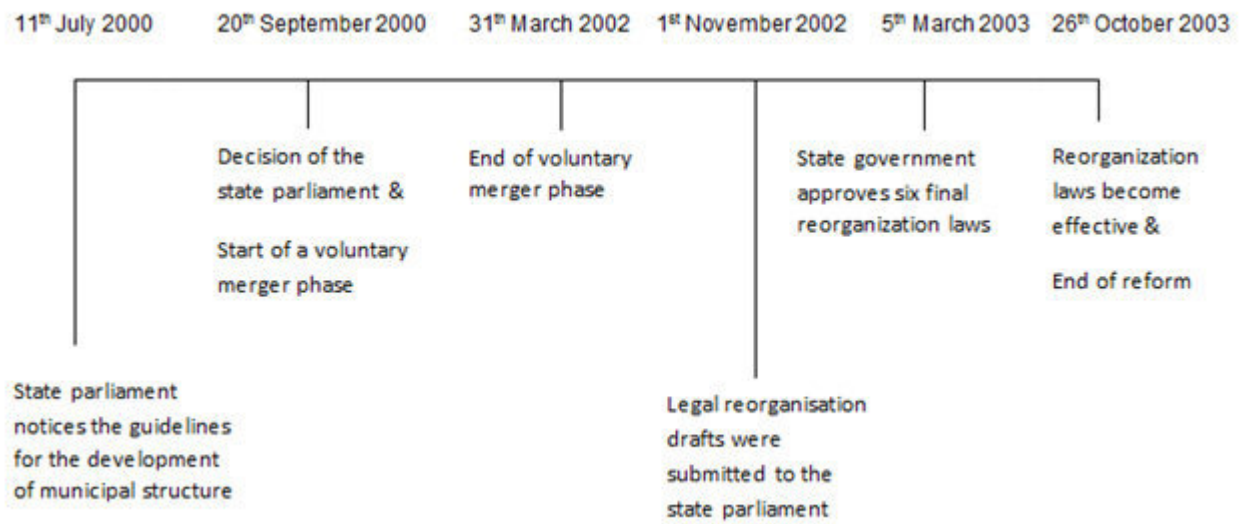 11th July 2000 20th September 2000 31th March 2002 1st November 2002 5th March 2003 26th October 2003
Decision of the
state parliament &
Start of a voluntary
merger phase
End of voluntary
merger phase
State government
approves six final
reorganization laws
Reorganization
laws become
effective &
End of reform
State parliament
notices the guidelines
for the development
of municipal structure
Legal reorganisation
drafts were
submitted to the
state parliament